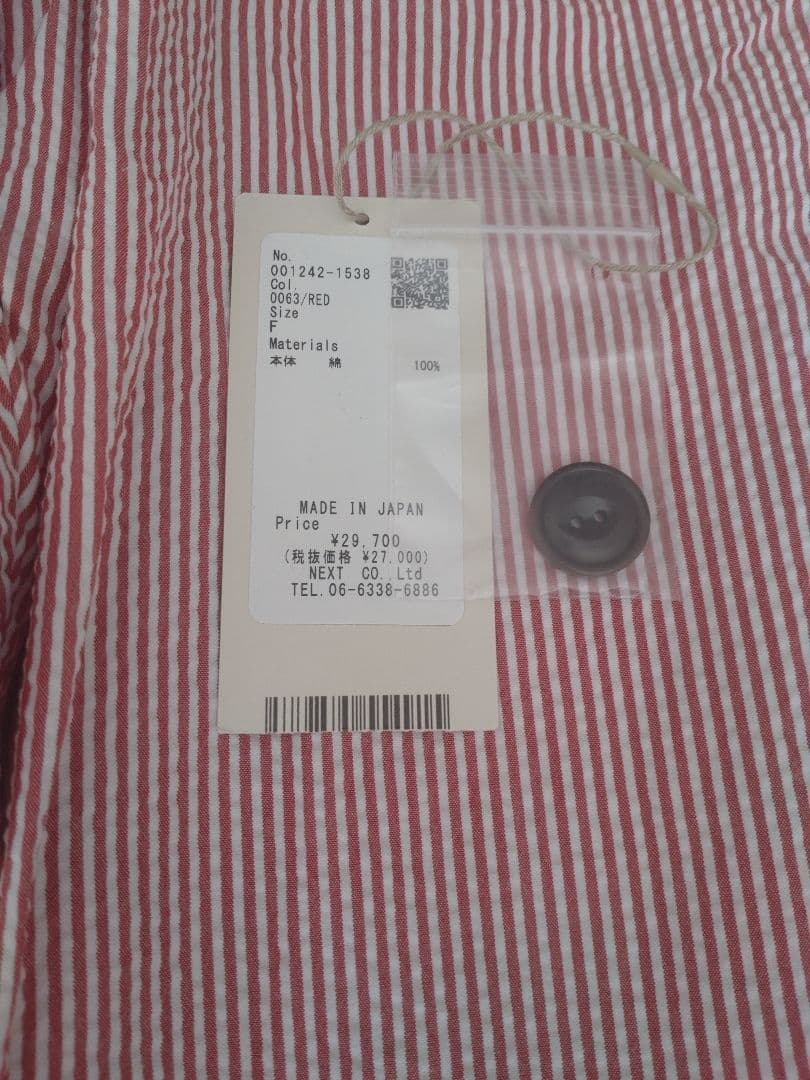 No.
001242-1538
Col.
0063/RED
Size
F
Materials
本体 綿 100%
MADE IN JAPAN
Price
¥29,700
(税抜価格 ¥27,000)
NEXT CO.,Ltd
TEL.06-6338-6886